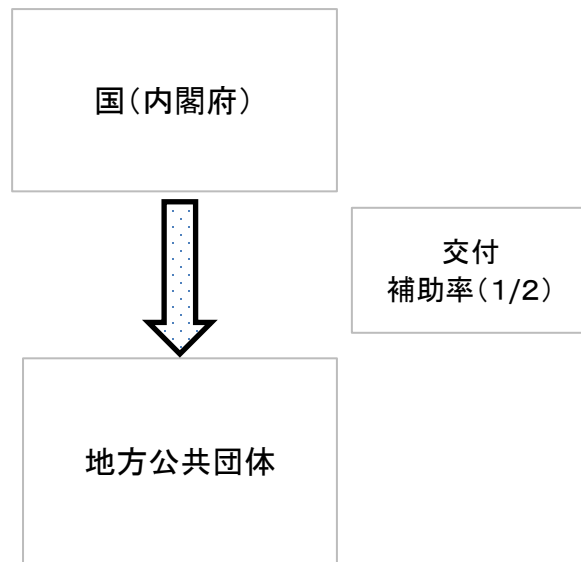 国（内閣府）
交付
補助率（１/２）
地方公共団体